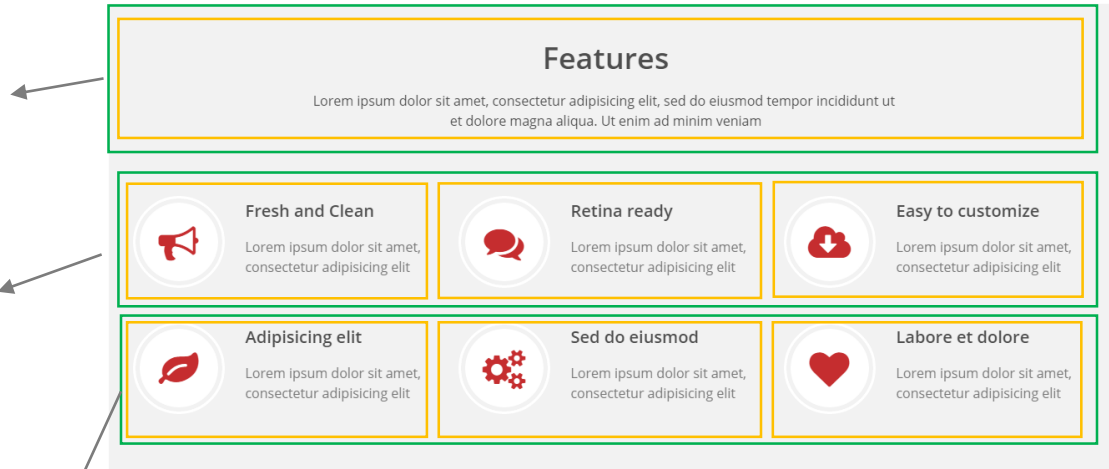 Features
Lorem ipsum dolor sit amet, consectetur adipisicing elit, sed do eiusmod tempor incididunt ut
et dolore magna aliqua. Ut enim ad minim veniam
Fresh and Clean
Lorem ipsum dolor sit amet,
consectetur adipisicing elit
Retina ready
Lorem ipsum dolor sit amet,
consectetur adipisicing elit
Easy to customize
Lorem ipsum dolor sit amet,
consectetur adipisicing elit
Adipisicing elit
Lorem ipsum dolor sit amet,
consectetur adipisicing elit
Sed do eiusmod
Lorem ipsum dolor sit amet,
consectetur adipisicing elit
Labore et dolore
Lorem ipsum dolor sit amet,
consectetur adipisicing elit